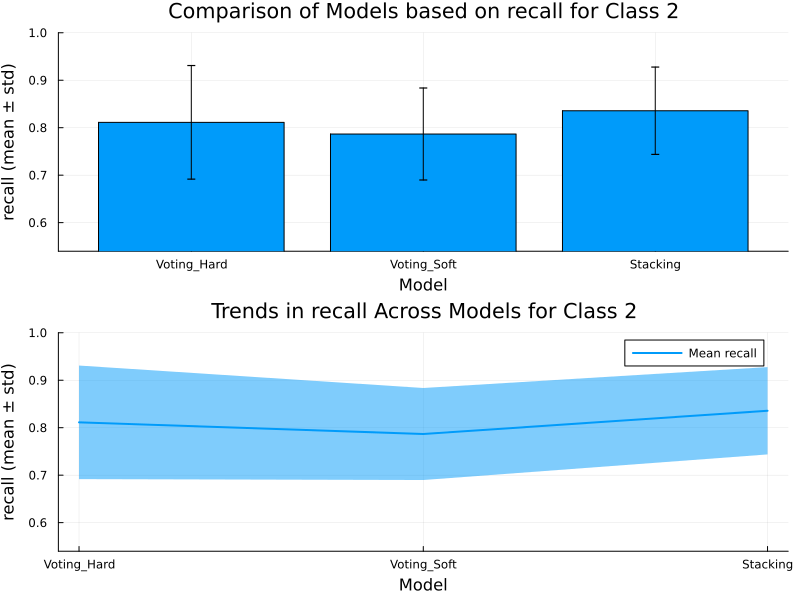 Comparison of Models based on recall for Class 2
recall (mean ± std)
1.0
0.9
0.8
0.7
0.6
Voting_Hard
Voting_Soft
Stacking
Model
Trends in recall Across Models for Class 2
recall (mean ± std)
1.0
0.9
0.8
0.7
0.6
Mean recall
Voting_Hard
Voting_Soft
Stacking
Model